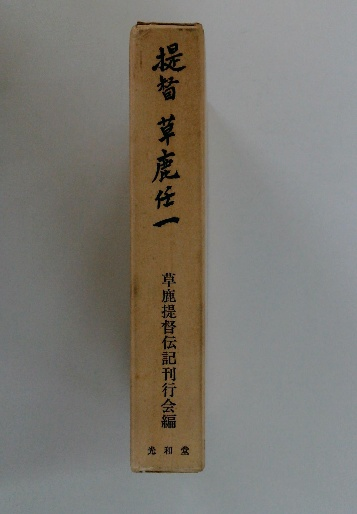 提督 草鹿任一
草鹿提督伝記刊行会編
光和堂